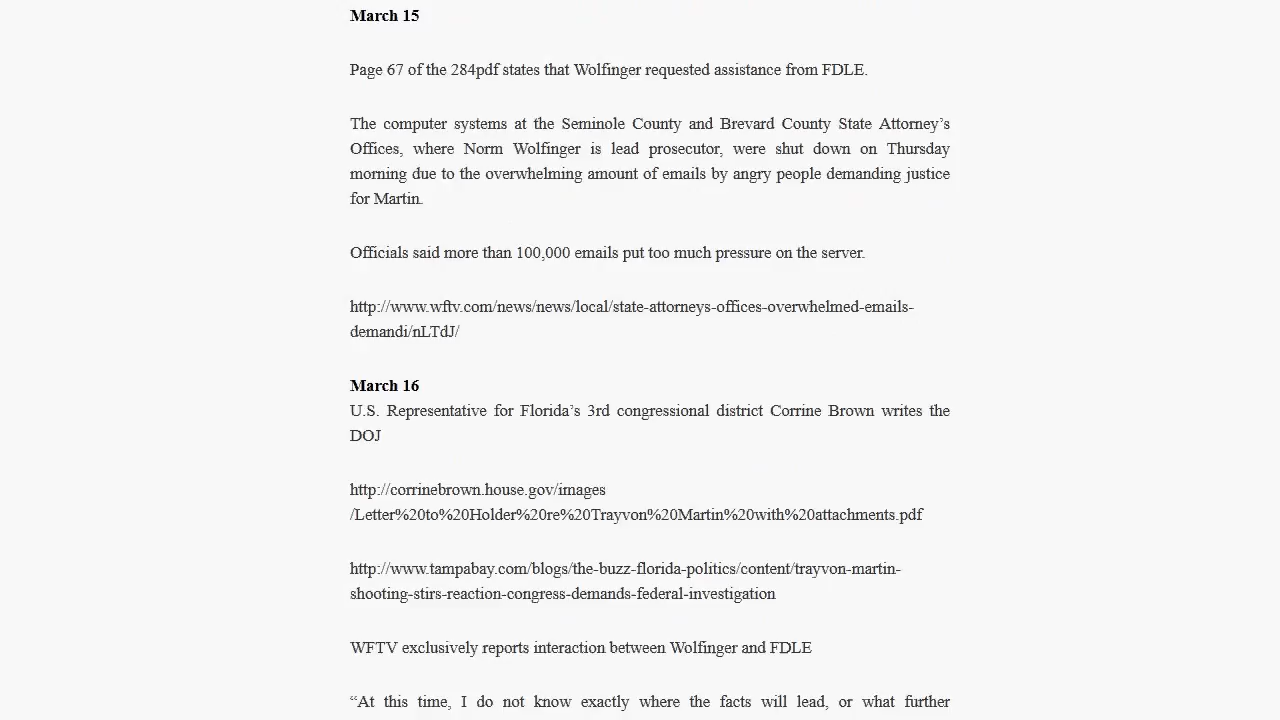 March 15
Page 67 of the 284pdf states that Wolfinger requested assistance from FDLE.
The computer systems at the Seminole County and Brevard County State Attorney’s
Offices, where Norm Wolfinger is lead prosecutor, were shut down on Thursday
morning due to the overwhelming amount of emails by angry people demanding justice
for Martin.
Officials said more than 100,000 emails put too much pressure on the server.
http://www.wftv.com/news/news/local/state-attorneys-offices-overwhelmed-emails-
demandi/nLTdJ/
March 16
U.S. Representative for Florida’s 3rd congressional district Corrine Brown writes the
DOJ
http://corrinebrown.house.gov/images
/Letter%20to%20Holder%20re%20Trayvon%20Martin%20with%20attachments.pdf
http://www.tampabay.com/blogs/the-buzz-florida-politics/content/trayvon-martin-
shooting-stirs-reaction-congress-demands-federal-investigation
WFTV exclusively reports interaction between Wolfinger and FDLE
“At this time, I do not know exactly where the facts will lead, or what further